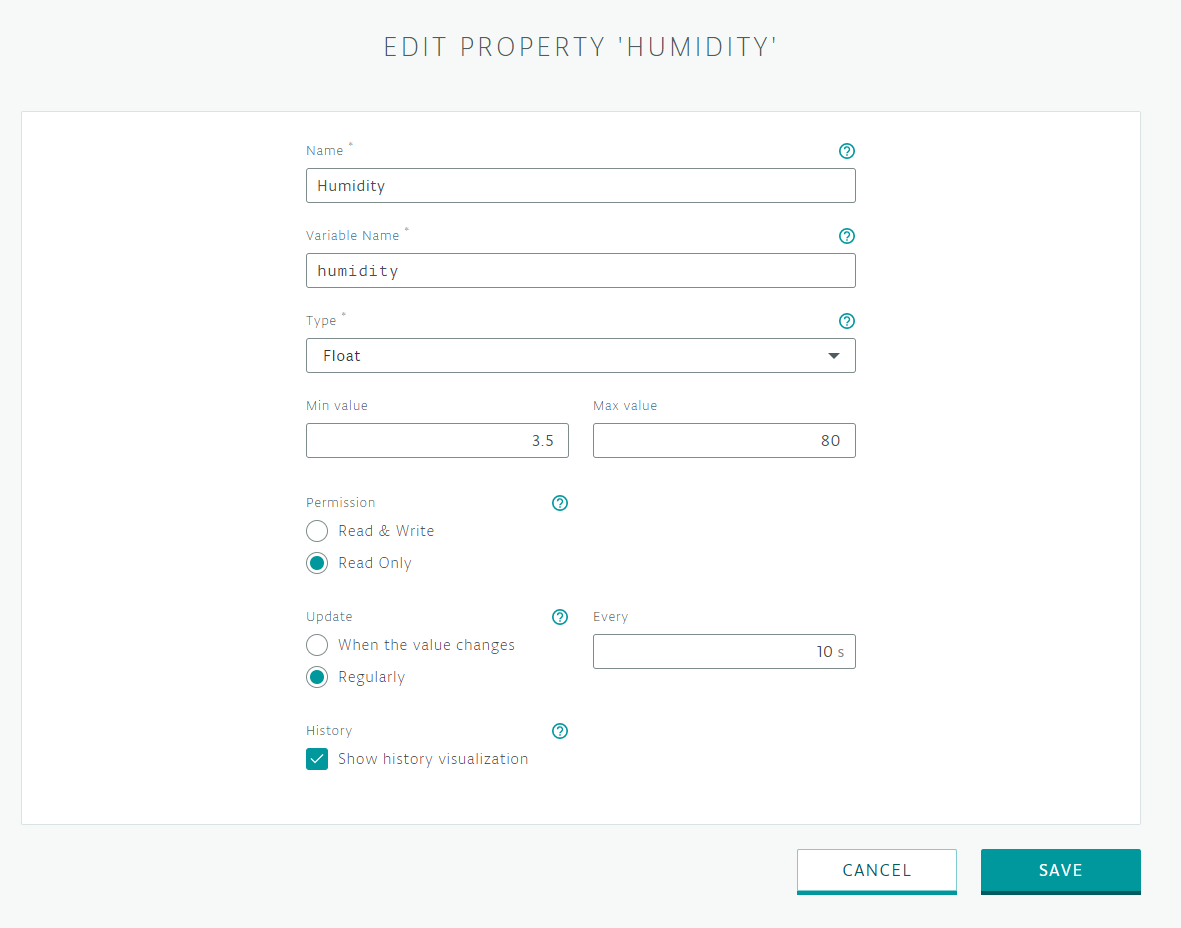 EDIT PROPERTY 'HUMIDITY'
Name *
Humidity
Variable Name *
humidity
Type *
Float
Min value Max value
3.5 80
Permission
Read & Write
Read Only
Update Every
When the value changes 10 s
Regularly
History
Show history visualization
CANCEL SAVE